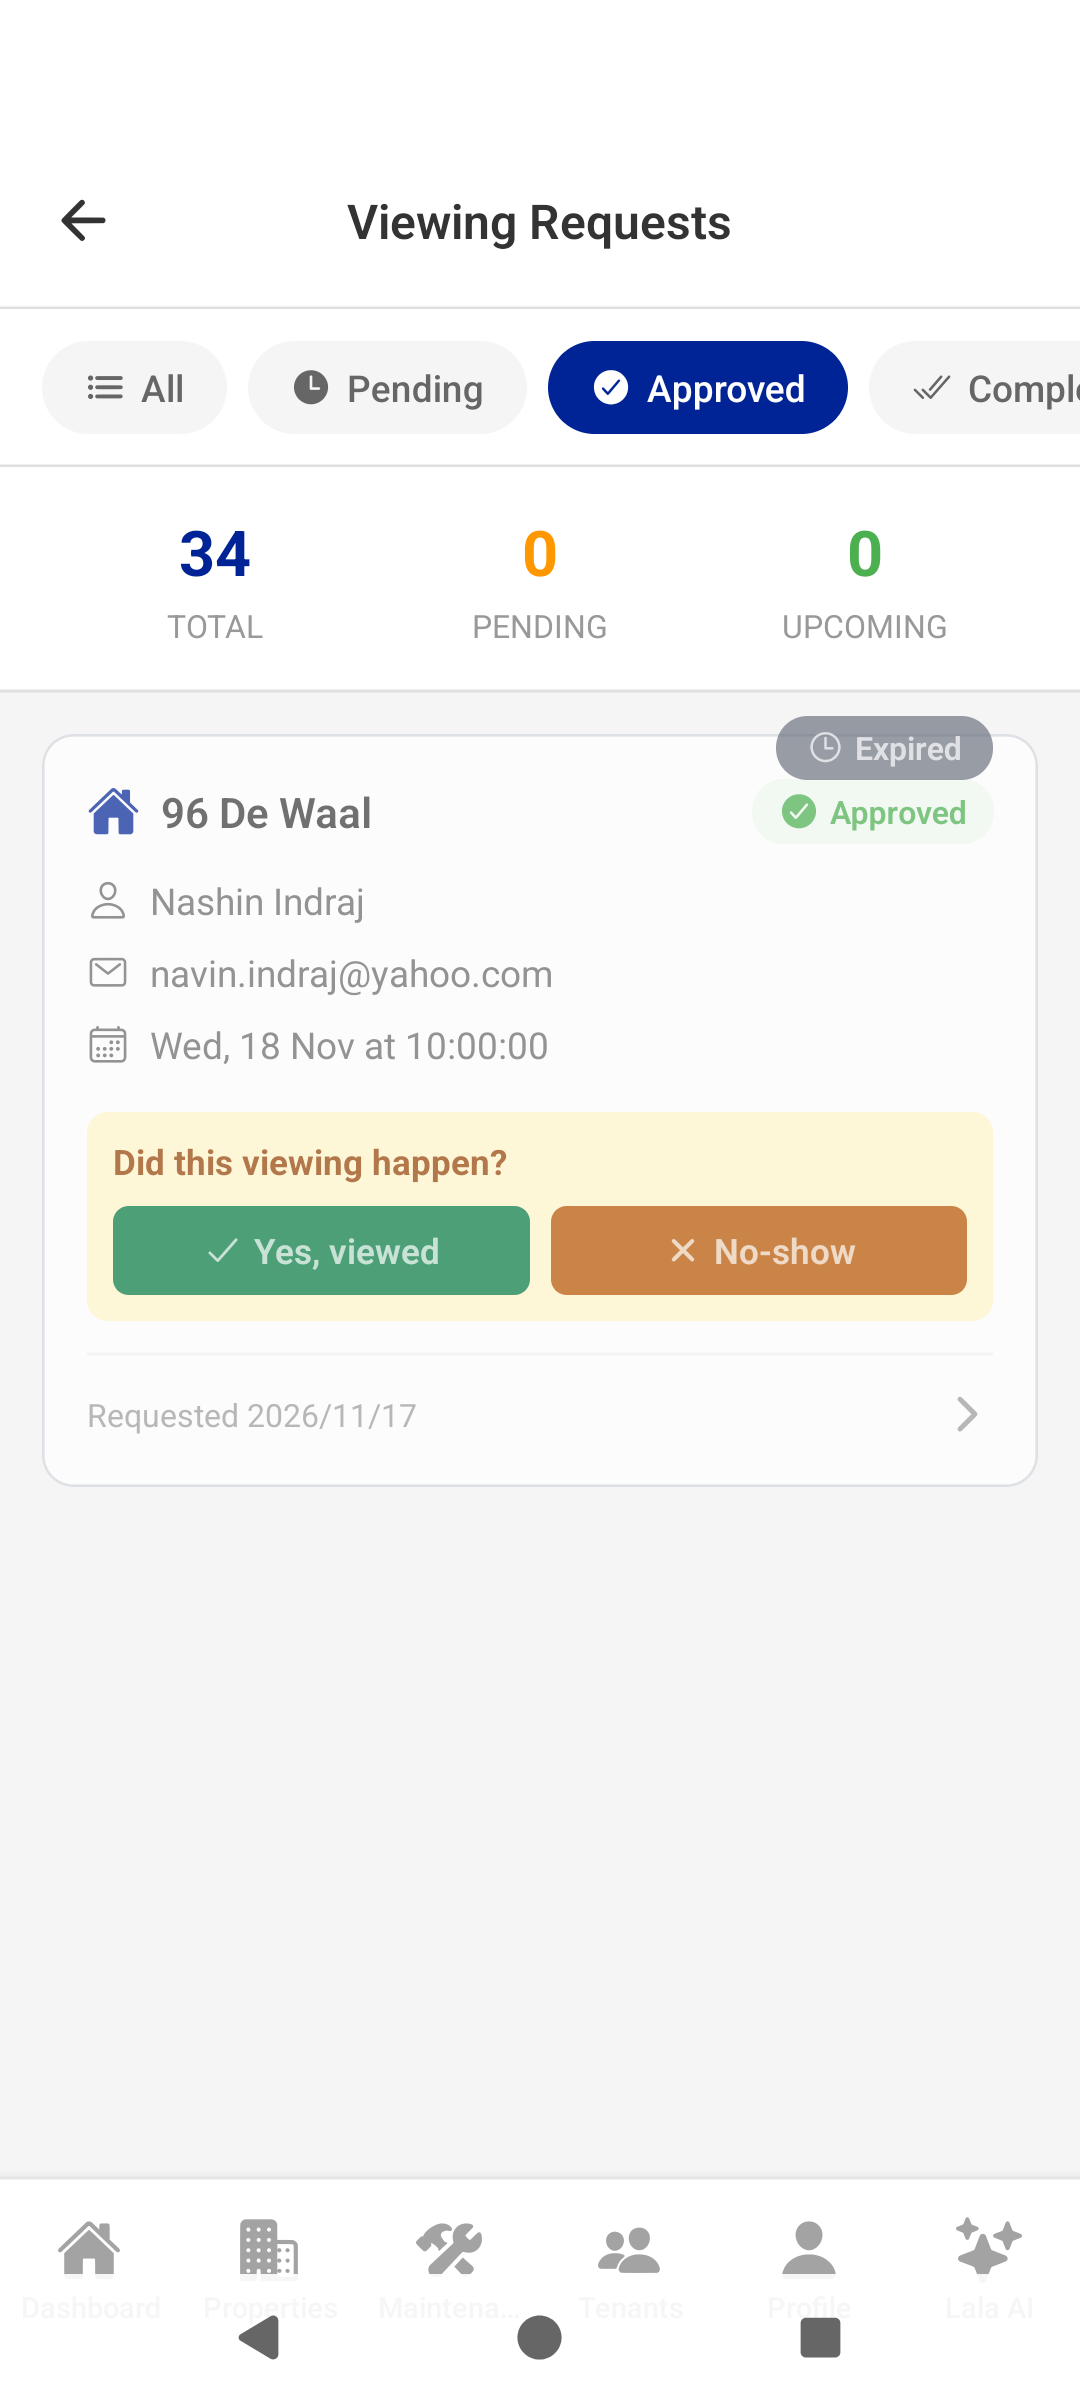 Viewing Requests
All
Pending
Approved
Comple
34
0
0
TOTAL
PENDING
UPCOMING
Expired
96 De Waal
Approved
Nashin Indraj
navin.indraj@yahoo.com
Wed, 18 Nov at 10:00:00
Did this viewing happen?
Yes, viewed
No-show
Requested 2026/11/17
Dashboard
Properties
Maintena...
Tenants
Profile
Lala AI